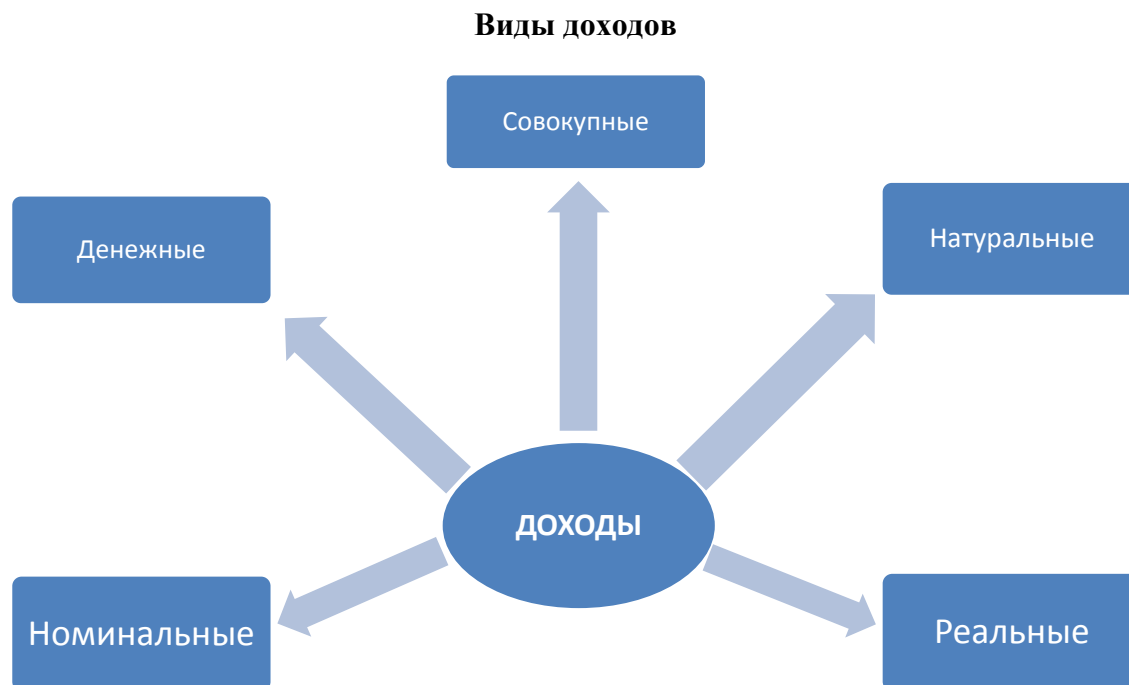 Виды доходов
Совокупные
Денежные
Натуральные
ДОХОДЫ
Номинальные
Реальные